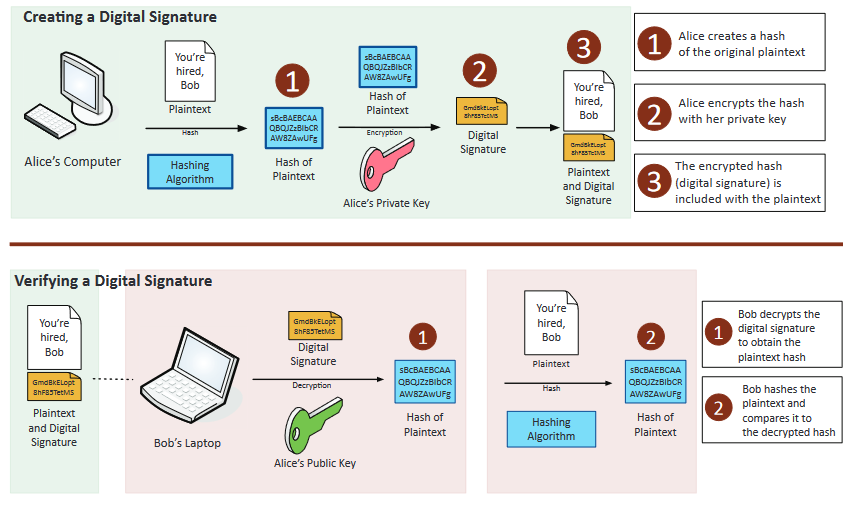 Creating a Digital Signature
Alice's Computer
You're
hired,
Bob
Plaintext
Hash
Hashing
Algorithm
1
sBcBAEBCAA
QBQJZzBIbCR
AW8ZAwUFg
Hash of
Plaintext
sBcBAEBCAA
QBQJZzBIbCR
AW8ZAwUFg
Hash of
Plaintext
Encryption
Alice's Private Key
2
GmdBkELopt
8hF85TetMS
Digital
Signature
3
You're
hired,
Bob
GmdBkELopt
8hF85TetMS
Plaintext
and Digital
Signature
1
Alice creates a hash
of the original plaintext
2
Alice encrypts the hash
with her private key
3
The encrypted hash
(digital signature) is
included with the plaintext
Verifying a Digital Signature
You're
hired,
Bob
GmdBkELopt
8hF85TetMS
Plaintext
and Digital
Signature
Bob's Laptop
GmdBkELopt
8hF85TetMS
Digital
Signature
Decryption
Alice's Public Key
1
sBcBAEBCAA
QBQJZzBIbCR
AW8ZAwUFg
Hash of
Plaintext
You're
hired,
Bob
Plaintext
Hash
Hashing
Algorithm
2
sBcBAEBCAA
QBQJZzBIbCR
AW8ZAwUFg
Hash of
Plaintext
1
Bob decrypts the
digital signature
to obtain the
plaintext hash
2
Bob hashes the
plaintext and
compares it to
the decrypted hash